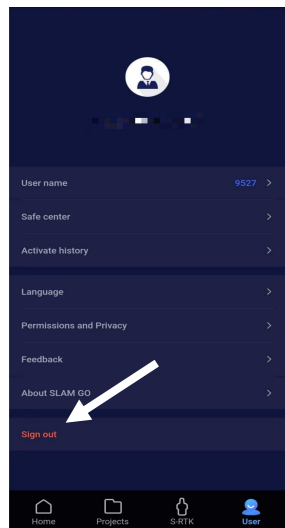 User name 9527
Safe center
Activate history
Language
Permissions and Privacy
Feedback
About SLAM GO
Sign out
Home Projects S-RTK User